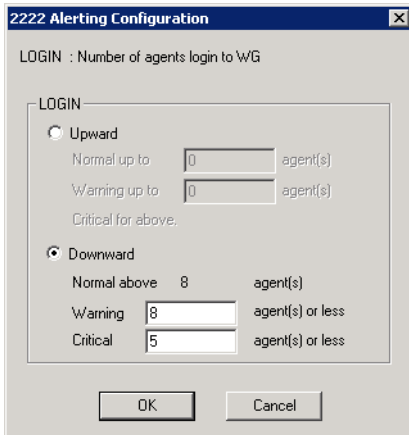 2222 Alerting Configuration
LOGIN : Number of agents login to WG
LOGIN
Upward
Normal up to 0 agent(s)
Warning up to 0 agent(s)
Critical for above.
Downward
Normal above 8 agent(s)
Warning 8 agent(s) or less
Critical 5 agent(s) or less
OK Cancel